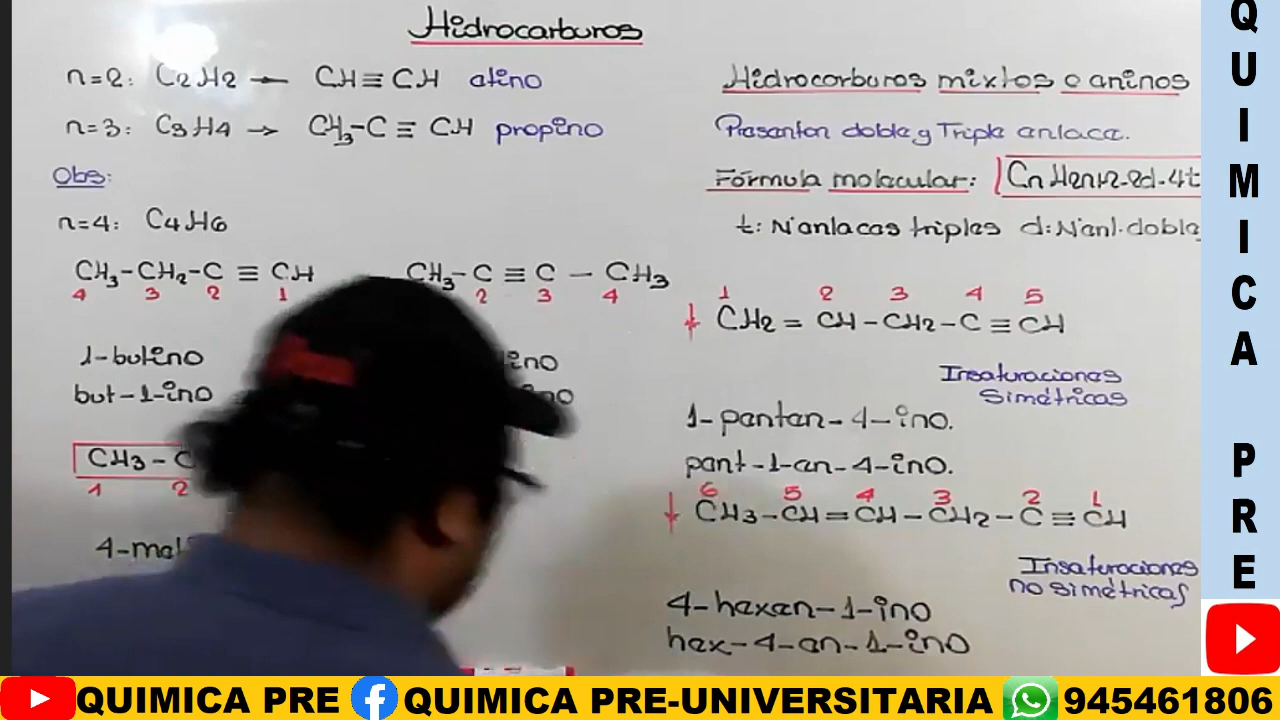 Hidrocarburos
n=2: C2H2 → CH≡CH etino
n=3: C3H4 → CH3-C≡CH propino
Obs:
n=4: C4H6
CH3-CH2-C≡CH
4 3 2 1
CH3-C≡C-CH3
2 3 4
1-butino
but-1-ino
ino
no
CH3-C
1 2
4-met
Hidrocorburos mixtos o eninos
Presenten doble y Triple enlace.
Fórmula molecular: CnH2n+2-2d-4t
t: N°enlaces triples d: N°enl.doble
1 2 3 4 5
CH2=CH-CH2-C≡CH
Insaturaciones
simétricas
1-penten-4-ino.
pent-1-en-4-ino.
6 5 4 3 2 1
CH3-CH=CH-CH2-C≡CH
Insaturaciones
no simétricas
4-hexen-1-ino
hex-4-en-1-ino
QUIMICA PRE
QUIMICA PRE QUIMICA PRE-UNIVERSITARIA 945461806